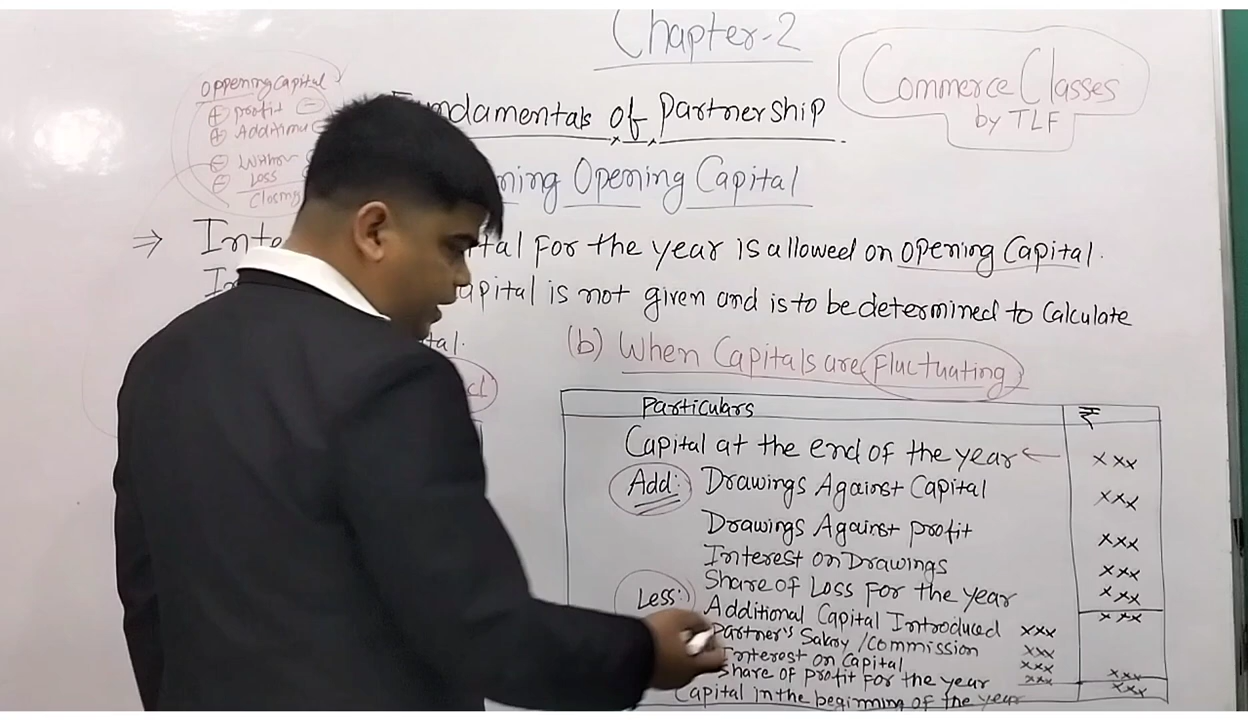 Chapter-2
Commerce Classes
by TLF
Oppening Capital
+ profit -
+ Additina
-
- Loss
Closing
Fundamentals of Partnership
ning Opening Capital
⇒ Inte tal For the year is allowed on opening Capital.
apital is not given and is to be determined to Calculate
tal.
(b) When Capitals are Fluctuating
Particulars ₹
Capital at the end of the year ← xxx
Add: Drawings Against Capital xxx
Drawings Against profit xxx
Interest on Drawings xxx
Share of Loss For the year xxx
xxx
Less: Additional Capital Introduced xxx
Partner's Salary/Commission xxx
Interest on Capital xxx
Share of profit For the year xxx xxx
Capital in the beginning of the year xxx